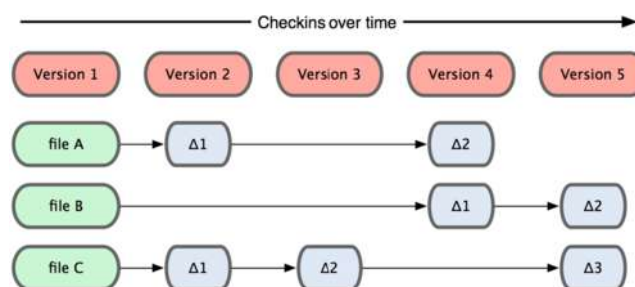 Checkins over time
Version 1 Version 2 Version 3 Version 4 Version 5
file A Δ1 Δ2
file B Δ1 Δ2
file C Δ1 Δ2 Δ3